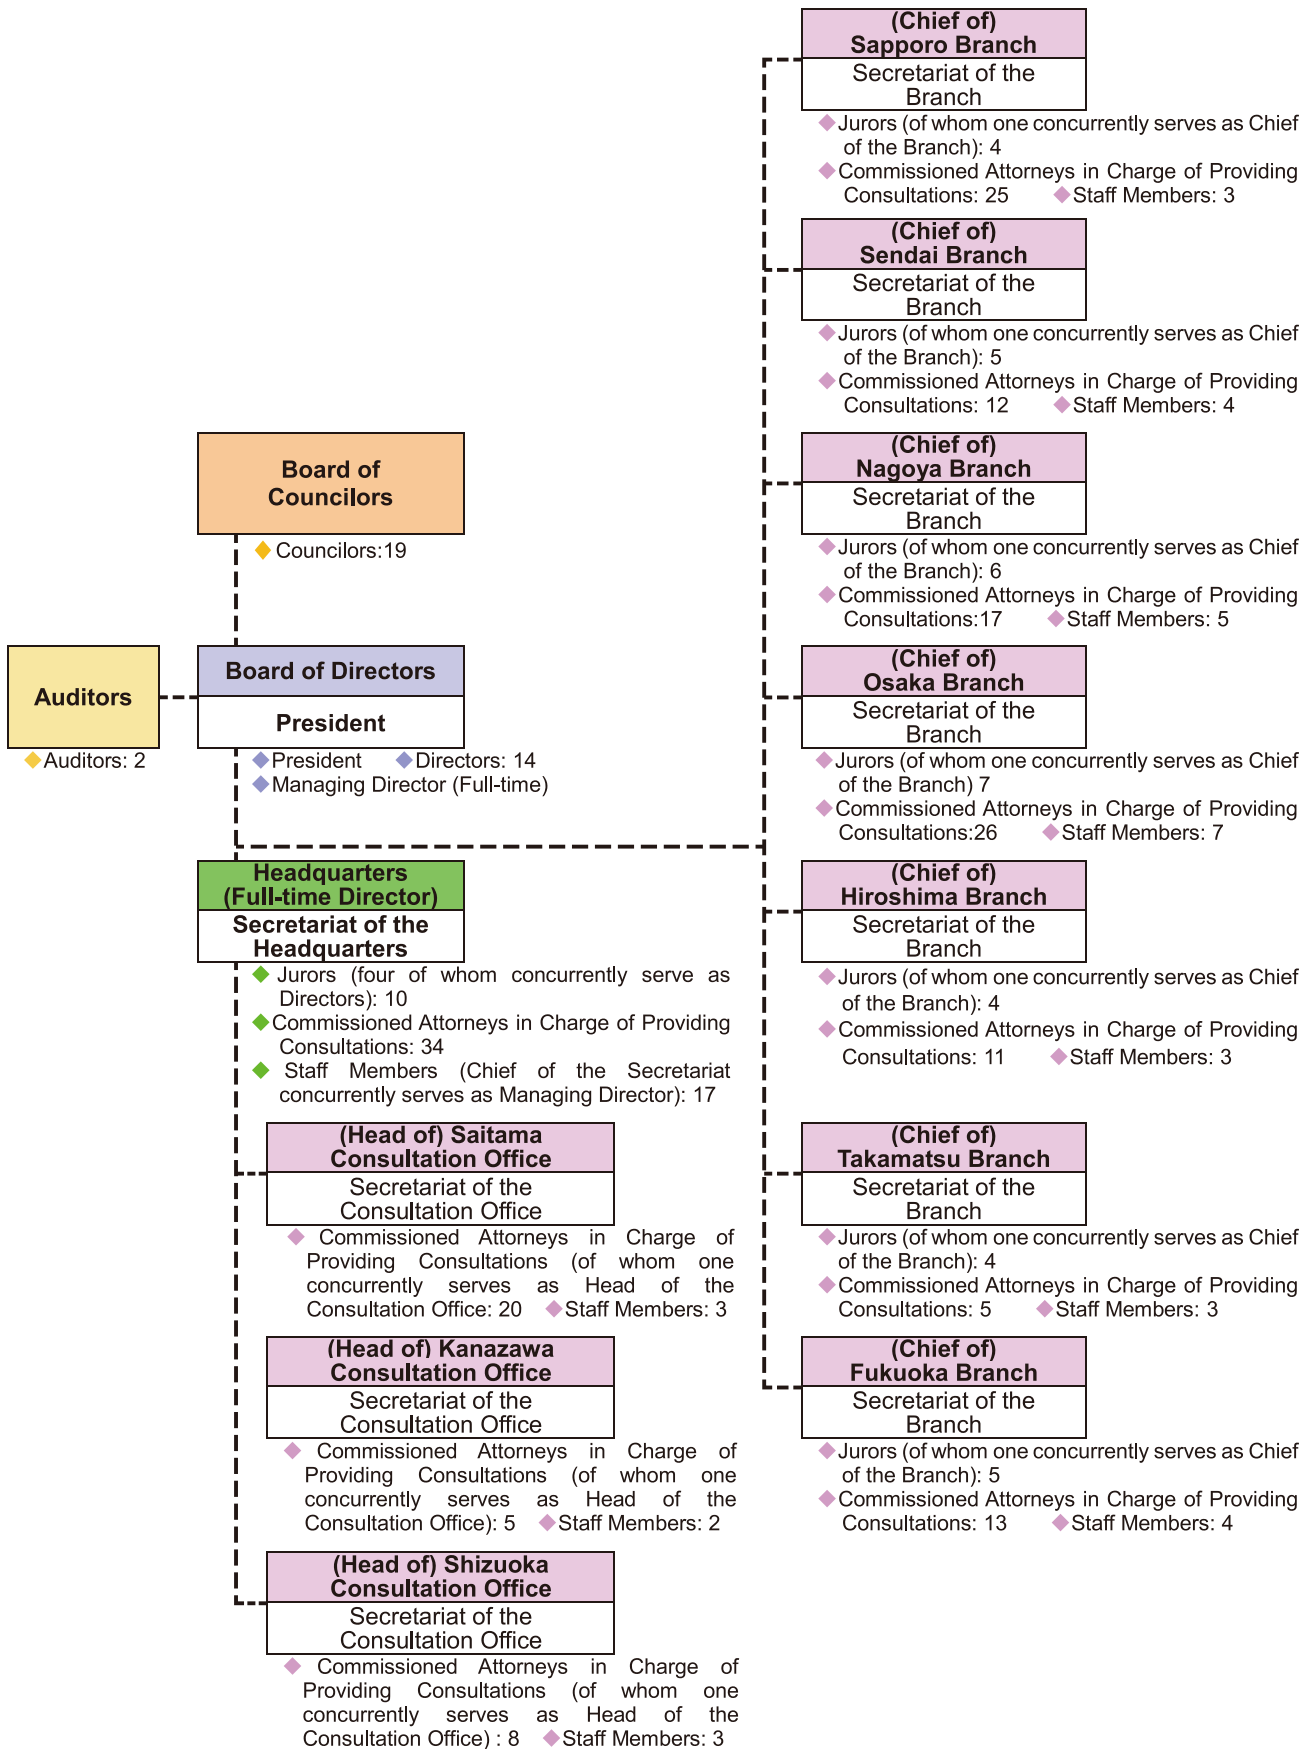 Board of
Councilors
Councilors:19
Auditors
Auditors: 2
Board of Directors
President
President Directors: 14
Managing Director (Full-time)
Headquarters
(Full-time Director)
Secretariat of the
Headquarters
Jurors (four of whom concurrently serve as
Directors): 10
Commissioned Attorneys in Charge of Providing
Consultations: 34
Staff Members (Chief of the Secretariat
concurrently serves as Managing Director): 17
(Head of) Saitama
Consultation Office
Secretariat of the
Consultation Office
Commissioned Attorneys in Charge of
Providing Consultations (of whom one
concurrently serves as Head of the
Consultation Office: 20 Staff Members: 3
(Head of) Kanazawa
Consultation Office
Secretariat of the
Consultation Office
Commissioned Attorneys in Charge of
Providing Consultations (of whom one
concurrently serves as Head of the
Consultation Office): 5 Staff Members: 2
(Head of) Shizuoka
Consultation Office
Secretariat of the
Consultation Office
Commissioned Attorneys in Charge of
Providing Consultations (of whom one
concurrently serves as Head of the
Consultation Office) : 8 Staff Members: 3
(Chief of)
Sapporo Branch
Secretariat of the
Branch
Jurors (of whom one concurrently serves as Chief
of the Branch): 4
Commissioned Attorneys in Charge of Providing
Consultations: 25 Staff Members: 3
(Chief of)
Sendai Branch
Secretariat of the
Branch
Jurors (of whom one concurrently serves as Chief
of the Branch): 5
Commissioned Attorneys in Charge of Providing
Consultations: 12 Staff Members: 4
(Chief of)
Nagoya Branch
Secretariat of the
Branch
Jurors (of whom one concurrently serves as Chief
of the Branch): 6
Commissioned Attorneys in Charge of Providing
Consultations:17 Staff Members: 5
(Chief of)
Osaka Branch
Secretariat of the
Branch
Jurors (of whom one concurrently serves as Chief
of the Branch) 7
Commissioned Attorneys in Charge of Providing
Consultations:26 Staff Members: 7
(Chief of)
Hiroshima Branch
Secretariat of the
Branch
Jurors (of whom one concurrently serves as Chief
of the Branch): 4
Commissioned Attorneys in Charge of Providing
Consultations: 11 Staff Members: 3
(Chief of)
Takamatsu Branch
Secretariat of the
Branch
Jurors (of whom one concurrently serves as Chief
of the Branch): 4
Commissioned Attorneys in Charge of Providing
Consultations: 5 Staff Members: 3
(Chief of)
Fukuoka Branch
Secretariat of the
Branch
Jurors (of whom one concurrently serves as Chief
of the Branch): 5
Commissioned Attorneys in Charge of Providing
Consultations: 13 Staff Members: 4